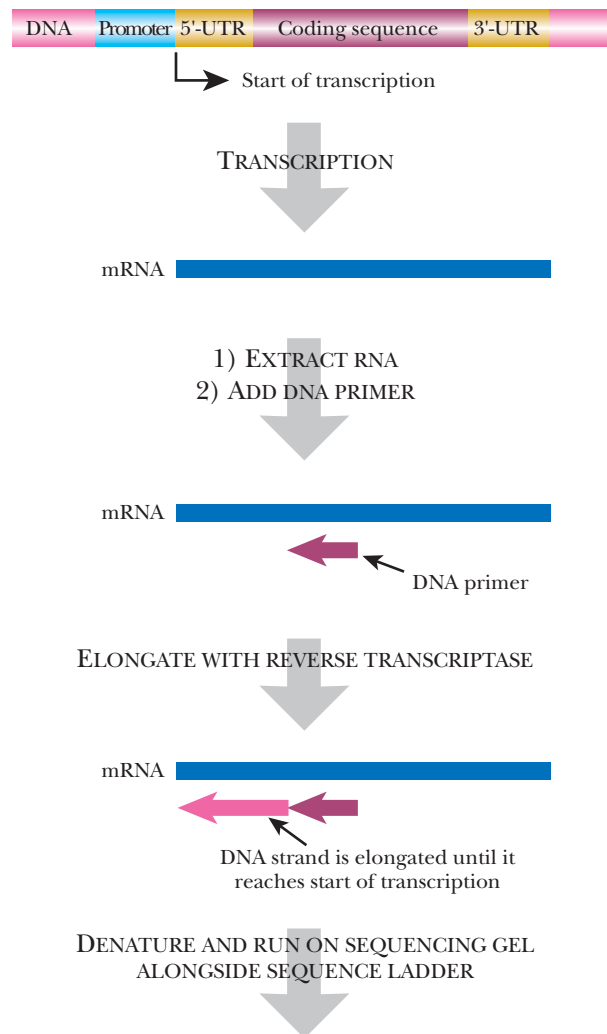 DNA Promoter 5'-UTR Coding sequence 3'-UTR
Start of transcription
TRANSCRIPTION
mRNA
1) EXTRACT RNA
2) ADD DNA PRIMER
mRNA
DNA primer
ELONGATE WITH REVERSE TRANSCRIPTASE
mRNA
DNA strand is elongated until it
reaches start of transcription
DENATURE AND RUN ON SEQUENCING GEL
ALONGSIDE SEQUENCE LADDER